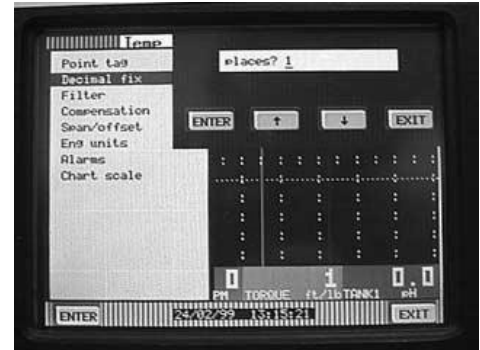 Temp
Point tag
Decimal fix
Filter
Compensation
Span/offset
Eng units
Alarms
Chart scale
places? 1
ENTER ↑ ↓ EXIT
0 1 0.0
PM TORQUE ft/lb TANK1 pH
ENTER 24/02/99 13:15:21 EXIT